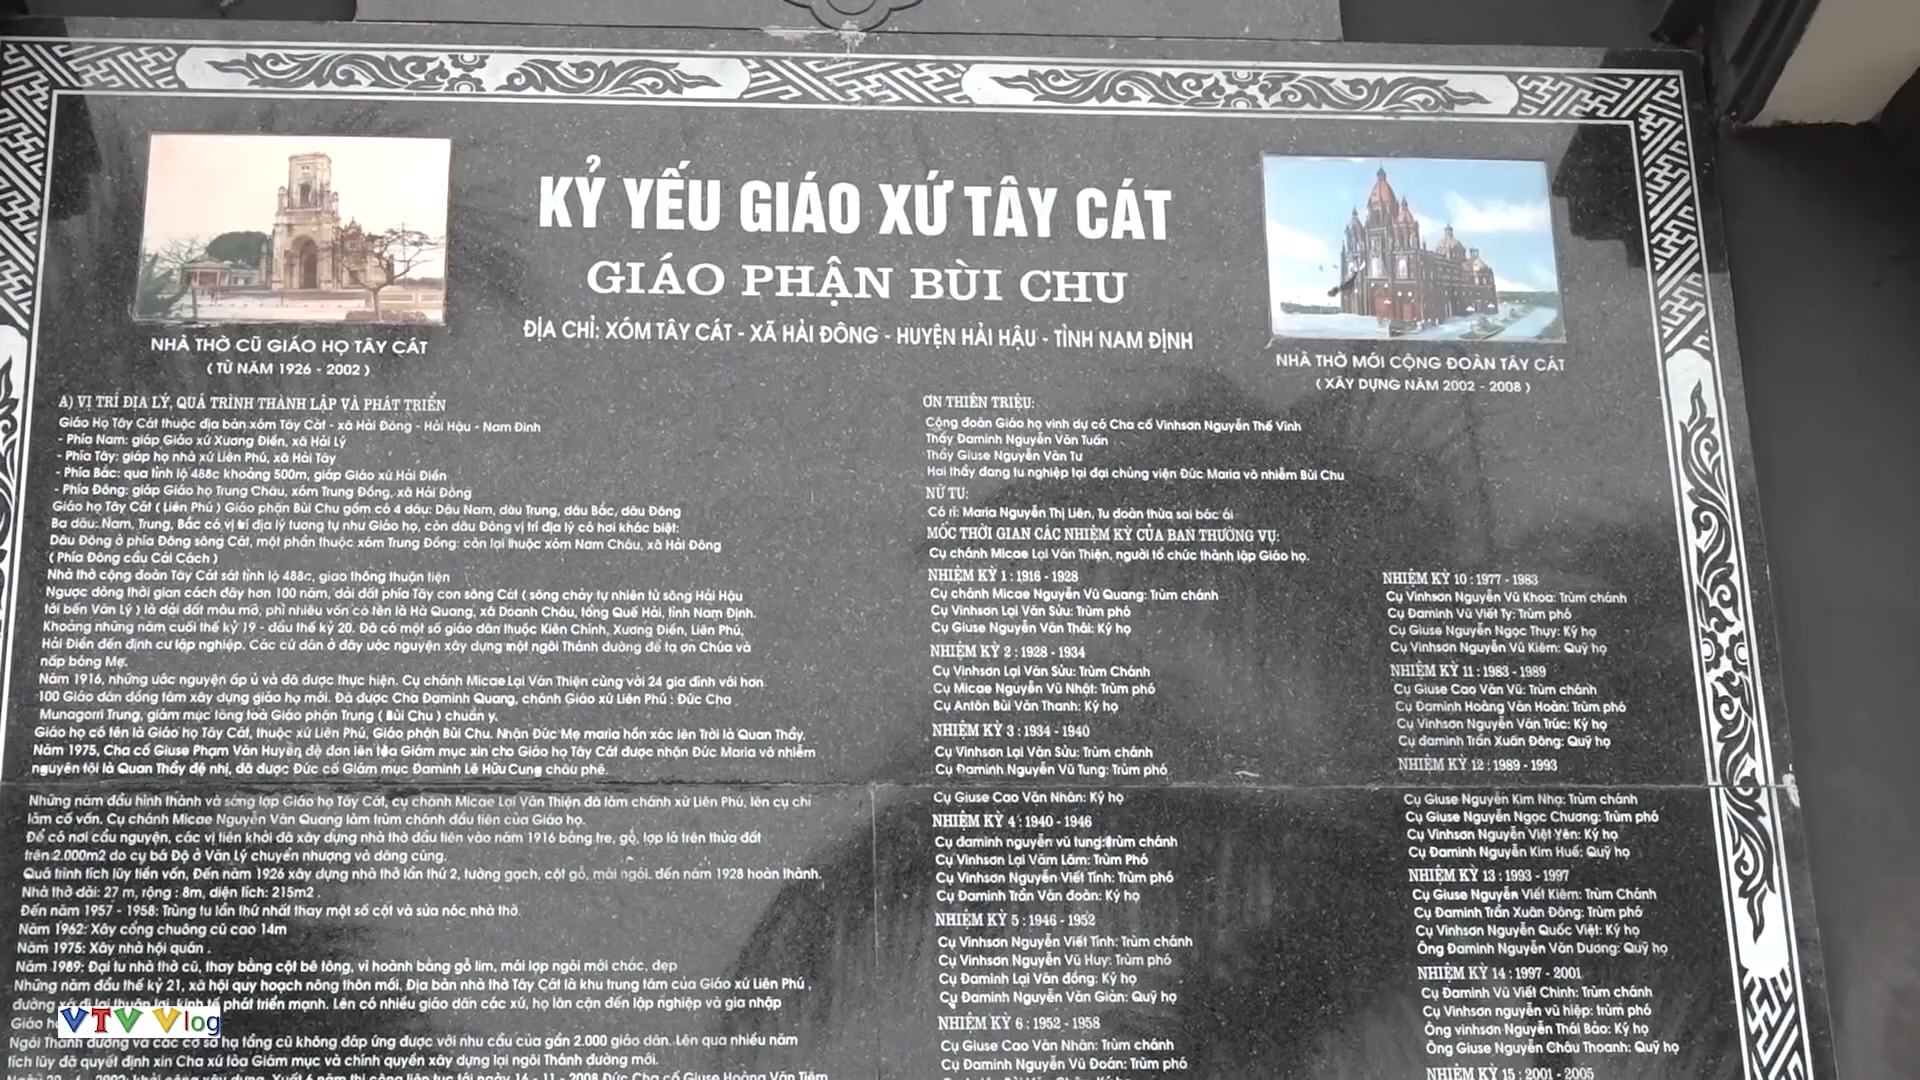 KỶ YẾU GIÁO XỨ TÂY CÁT
GIÁO PHẬN BÙI CHU
ĐỊA CHỈ: XÓM TÂY CÁT - XÃ HẢI ĐÔNG - HUYỆN HẢI HẬU - TỈNH NAM ĐỊNH
NHÀ THỜ CŨ GIÁO HỌ TÂY CÁT
( TỪ NĂM 1926 - 2002 )
NHÀ THỜ MỚI CỘNG ĐOÀN TÂY CÁT
( XÂY DỰNG NĂM 2002 - 2008 )
A) VỊ TRÍ ĐỊA LÝ, QUÁ TRÌNH THÀNH LẬP VÀ PHÁT TRIỂN
Giáo Họ Tây Cát thuộc địa bàn xóm Tây Cát - xã Hải Đông - Hải Hậu - Nam Định
- Phía Nam: giáp Giáo xứ Xương Điền, xã Hải Lý
- Phía Tây: giáp họ nhà xứ Liên Phú, xã Hải Tây
- Phía Bắc: qua tỉnh lộ 488c khoảng 500m, giáp Giáo xứ Hải Điền
- Phía Đông: giáp Giáo họ Trung Châu, xóm Trung Đồng, xã Hải Đông
Giáo họ Tây Cát ( Liên Phú ) Giáo phận Bùi Chu gồm có 4 dâu: Dâu Nam, dâu Trung, dâu Bắc, dâu Đông
Ba dâu: Nam, Trung, Bắc có vị trí địa lý tương tự như Giáo họ, còn dâu Đông vị trí địa lý có hơi khác biệt:
Dâu Đông ở phía Đông sông Cát, một phần thuộc xóm Trung Đồng: còn lại thuộc xóm Nam Châu, xã Hải Đông
( Phía Đông cầu Cải Cách )
Nhà thờ cộng đoàn Tây Cát sát tỉnh lộ 488c, giao thông thuận tiện
Ngược dòng thời gian cách đây hơn 100 năm, dải đất phía Tây con sông Cát ( sông chảy tự nhiên từ sông Hải Hậu
tới bến Văn Lý ) là dải đất màu mỡ, phì nhiêu vốn có tên là Hà Quang, xã Doanh Châu, tổng Quế Hải, tỉnh Nam Định.
Khoảng những năm cuối thế kỷ 19 - đầu thế kỷ 20. Đã có một số giáo dân thuộc Kiên Chính, Xương Điền, Liên Phú,
Hải Điền đến định cư lập nghiệp. Các cư dân ở đây ước nguyện xây dựng một ngôi Thánh đường để tạ ơn Chúa và
nấp bóng Mẹ.
Năm 1916, những ước nguyện ấp ủ và đã được thực hiện. Cụ chánh Micae Lại Văn Thiện cùng với 24 gia đình với hơn
100 Giáo dân đồng tâm xây dựng giáo họ mới. Đã được Cha Đaminh Quang, chánh Giáo xứ Liên Phú : Đức Cha
Munagorri Trung, giám mục tông toà Giáo phận Trung ( Bùi Chu ) chuẩn y.
Giáo họ có tên là Giáo họ Tây Cát, thuộc xứ Liên Phú, Giáo phận Bùi Chu. Nhận Đức Mẹ maria hồn xác lên Trời là Quan Thầy.
Năm 1975, Cha cố Giuse Phạm Văn Huyên đệ đơn lên tòa Giám mục xin cho Giáo họ Tây Cát được nhận Đức Maria vô nhiễm
nguyên tội là Quan Thầy đệ nhị, đã được Đức cố Giám mục Đaminh Lê Hữu Cung châu phê.
Những năm đầu hình thành và sáng lập Giáo họ Tây Cát, cụ chánh Micae Lại Văn Thiện đã làm chánh xứ Liên Phú, lên cụ chỉ
làm cố vấn. Cụ chánh Micae Nguyễn Văn Quang làm trùm chánh đầu tiên của Giáo họ.
Để có nơi cầu nguyện, các vị tiên khởi đã xây dựng nhà thờ đầu tiên vào năm 1916 bằng tre, gỗ, lợp lá trên thửa đất
trên 2.000m2 do cụ bá Độ ở Văn Lý chuyển nhượng và dâng cúng.
Quá trình tích lũy tiền vốn, Đến năm 1926 xây dựng nhà thờ lần thứ 2, tường gạch, cột gỗ, mái ngói. đến năm 1928 hoàn thành.
Nhà thờ dài: 27 m, rộng : 8m, diện tích: 215m2 .
Đến năm 1957 - 1958: Trùng tu lần thứ nhất thay một số cột và sửa nóc nhà thờ.
Năm 1962: Xây cổng chuông cũ cao 14m
Năm 1975: Xây nhà hội quán .
Năm 1989: Đại tu nhà thờ cũ, thay bằng cột bê tông, vì hoành bằng gỗ lim, mái lợp ngói mới chắc, đẹp
Những năm đầu thế kỷ 21, xã hội quy hoạch nông thôn mới. Địa bàn nhà thờ Tây Cát là khu trung tâm của Giáo xứ Liên Phú ,
đường xá đi lại thuận lợi, kinh tế phát triển mạnh. Lên có nhiều giáo dân các xứ, họ lân cận đến lập nghiệp và gia nhập
Giáo họ
Ngôi Thánh đường và các cơ sở hạ tầng cũ không đáp ứng được với nhu cầu của gần 2.000 giáo dân. Lên qua nhiều năm
tích lũy đã quyết định xin Cha xứ tòa Giám mục và chính quyền xây dựng lại ngôi Thánh đường mới.
ƠN THIÊN TRIỆU:
Cộng đoàn Giáo họ vinh dự có Cha cố Vinhsơn Nguyễn Thế Vinh
Thầy Đaminh Nguyễn Văn Tuấn
Thầy Giuse Nguyễn Văn Tư
Hai thầy đang tu nghiệp tại đại chủng viện Đức Maria vô nhiễm Bùi Chu
NỮ TU:
Có rì: Maria Nguyễn Thị Liên, Tu đoàn thừa sai bác ái
MỐC THỜI GIAN CÁC NHIỆM KỲ CỦA BAN THƯỜNG VỤ:
Cụ chánh Micae Lại Văn Thiện, người tổ chức thành lập Giáo họ.
NHIỆM KỲ 1 : 1916 - 1928
Cụ chánh Micae Nguyễn Vũ Quang: Trùm chánh
Cụ Vinhsơn Lại Văn Sửu: Trùm phó
Cụ Giuse Nguyễn Văn Thái: Ký họ
NHIỆM KỲ 2 : 1928 - 1934
Cụ Vinhsơn Lại Văn Sửu: Trùm Chánh
Cụ Micae Nguyễn Vũ Nhật: Trùm phó
Cụ Antôn Bùi Văn Thanh: Ký họ
NHIỆM KỲ 3 : 1934 - 1940
Cụ Vinhsơn Lại Văn Sửu: Trùm chánh
Cụ Đaminh Nguyễn Vũ Tung: Trùm phó
Cụ Giuse Cao Văn Nhân: Ký họ
NHIỆM KỲ 4 : 1940 - 1946
Cụ đaminh nguyễn vũ tung: trùm chánh
Cụ Vinhsơn Lại Văm Lâm: Trùm Phó
Cụ Vinhsơn Nguyễn Viết Tính: Trùm phó
Cụ Đaminh Trần Văn đoàn: Ký họ
NHIỆM KỲ 5 : 1946 - 1952
Cụ Vinhsơn Nguyễn Viết Tính: Trùm chánh
Cụ Vinhsơn Nguyễn Vũ Huy: Trùm phó
Cụ Đaminh Lại Văn đồng: Ký họ
Cụ Đaminh Nguyễn Văn Giản: Quỹ họ
NHIỆM KỲ 6 : 1952 - 1958
Cụ Giuse Cao Văn Nhân: Trùm chánh
Cụ Đaminh Nguyễn Vũ Đoán: Trùm phó
NHIỆM KỲ 10 : 1977 - 1983
Cụ Vinhsơn Nguyễn Vũ Khoa: Trùm chánh
Cụ Đaminh Vũ Viết Ty: Trùm phó
Cụ Giuse Nguyễn Ngọc Thụy: Ký họ
Cụ Vinhsơn Nguyễn Vũ Kiêm: Quỹ họ
NHIỆM KỲ 11 : 1983 - 1989
Cụ Giuse Cao Văn Vũ: Trùm chánh
Cụ Đaminh Hoàng Văn Hoàn: Trùm phó
Cụ Vinhsơn Nguyễn Văn Trúc: Ký họ
Cụ đaminh Trần Xuân Đông: Quỹ họ
NHIỆM KỲ 12 : 1989 - 1993
Cụ Giuse Nguyễn Kim Nhạ: Trùm chánh
Cụ Giuse Nguyễn Ngọc Chương: Trùm phó
Cụ Vinhsơn Nguyễn Việt Yên: Ký họ
Cụ Đaminh Nguyễn Kim Huế: Quỹ họ
NHIỆM KỲ 13 : 1993 - 1997
Cụ Giuse Nguyễn Viết Kiêm: Trùm Chánh
Cụ Đaminh Trần Xuân Đông: Trùm phó
Cụ Vinhsơn Nguyễn Quốc Việt: Ký họ
Ông Đaminh Nguyễn Văn Dương: Quỹ họ
NHIỆM KỲ 14 : 1997 - 2001
Cụ Đaminh Vũ Viết Chinh: Trùm chánh
Cụ Vinhsơn nguyễn vũ hiệp: trùm phó
Ông vinhsơn Nguyễn Thái Bảo: Ký họ
Ông Giuse Nguyễn Châu Thoanh: Quỹ họ
NHIỆM KỲ 15 : 2001 - 2005
VTV Vlog